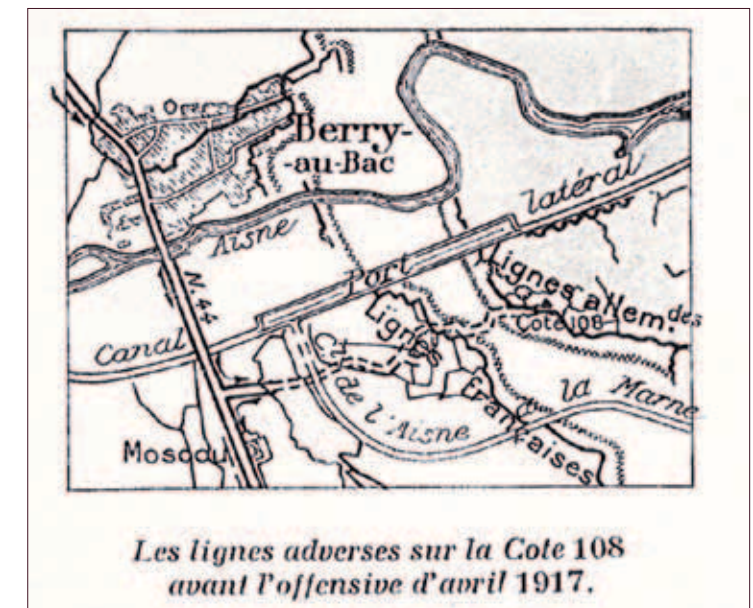 Berry-
-au-Bac
latéral
Aisne
Port
N. 44
Canal
Lignes allem.des
Cote 108
Lignes françaises
Cal de l'Aisne à la Marne
Moscou
Les lignes adverses sur la Cote 108
avant l'offensive d'avril 1917.